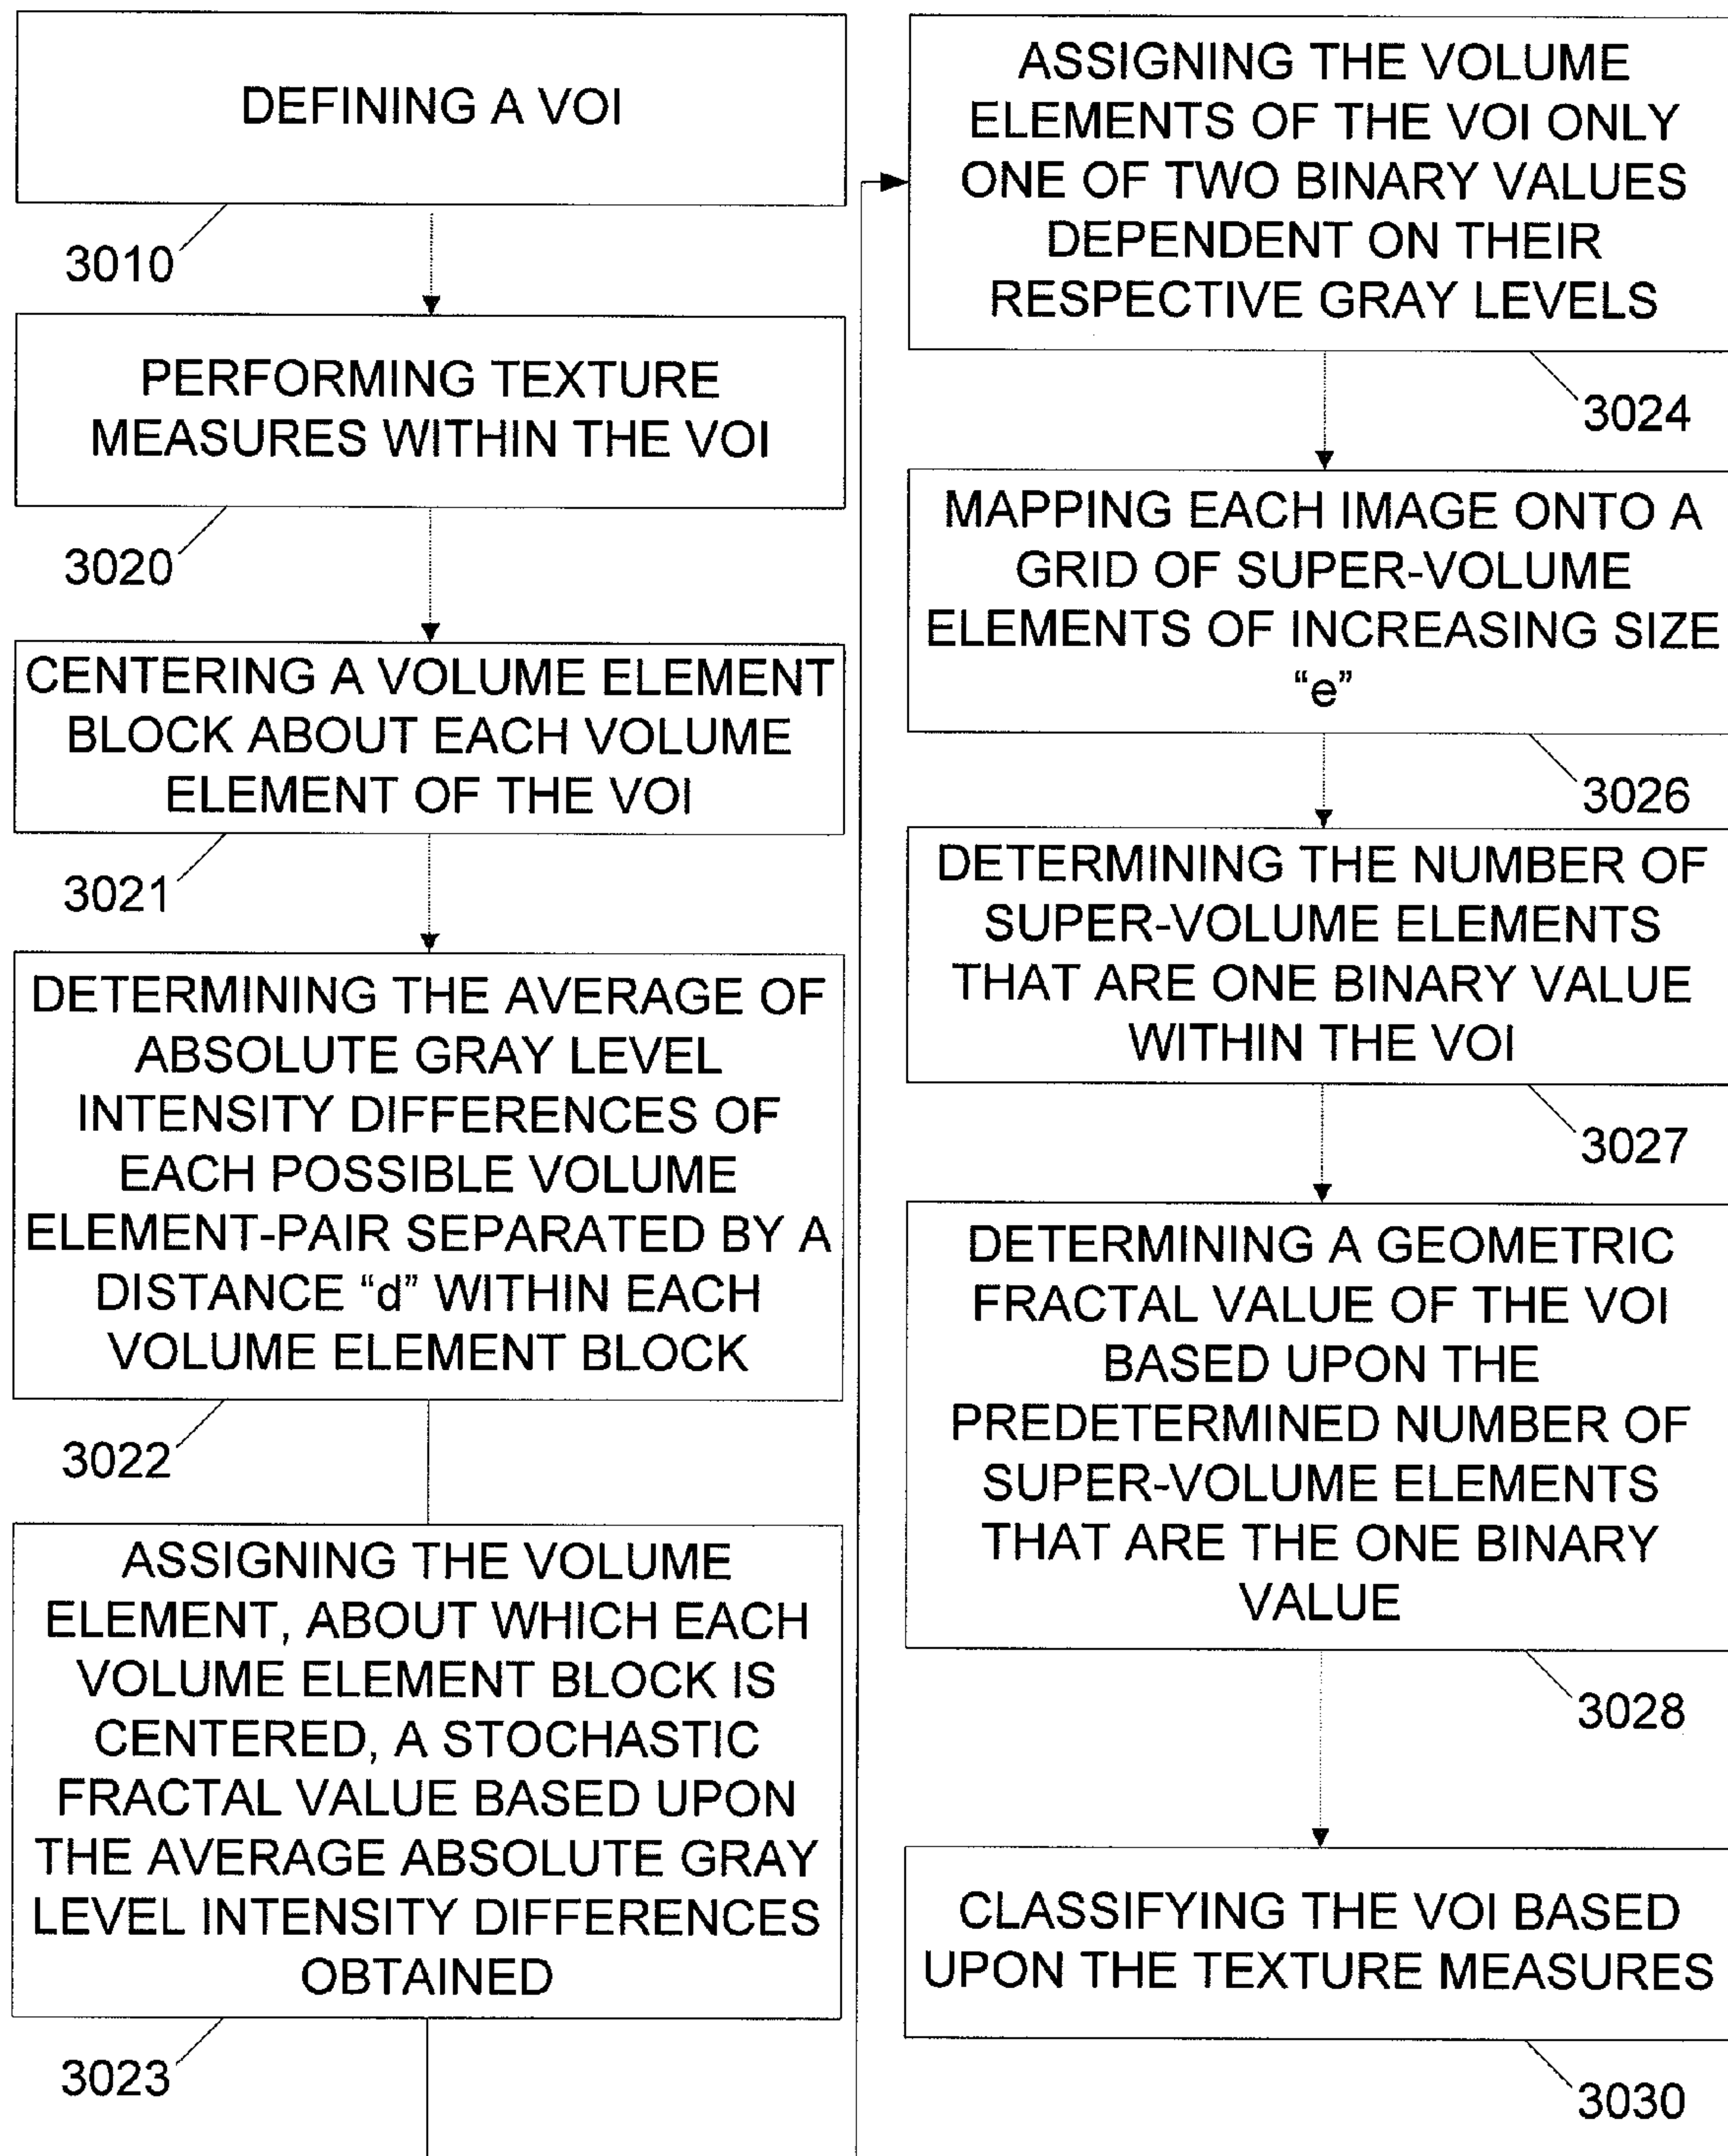 DEFINING A VOI
3010
PERFORMING TEXTURE
MEASURES WITHIN THE VOI
3020
CENTERING A VOLUME ELEMENT
BLOCK ABOUT EACH VOLUME
ELEMENT OF THE VOI
3021
DETERMINING THE AVERAGE OF
ABSOLUTE GRAY LEVEL
INTENSITY DIFFERENCES OF
EACH POSSIBLE VOLUME
ELEMENT-PAIR SEPARATED BY A
DISTANCE “d” WITHIN EACH
VOLUME ELEMENT BLOCK
3022
ASSIGNING THE VOLUME
ELEMENT, ABOUT WHICH EACH
VOLUME ELEMENT BLOCK IS
CENTERED, A STOCHASTIC
FRACTAL VALUE BASED UPON
THE AVERAGE ABSOLUTE GRAY
LEVEL INTENSITY DIFFERENCES
OBTAINED
3023
ASSIGNING THE VOLUME
ELEMENTS OF THE VOI ONLY
ONE OF TWO BINARY VALUES
DEPENDENT ON THEIR
RESPECTIVE GRAY LEVELS
3024
MAPPING EACH IMAGE ONTO A
GRID OF SUPER-VOLUME
ELEMENTS OF INCREASING SIZE
“e”
3026
DETERMINING THE NUMBER OF
SUPER-VOLUME ELEMENTS
THAT ARE ONE BINARY VALUE
WITHIN THE VOI
3027
DETERMINING A GEOMETRIC
FRACTAL VALUE OF THE VOI
BASED UPON THE
PREDETERMINED NUMBER OF
SUPER-VOLUME ELEMENTS
THAT ARE THE ONE BINARY
VALUE
3028
CLASSIFYING THE VOI BASED
UPON THE TEXTURE MEASURES
3030